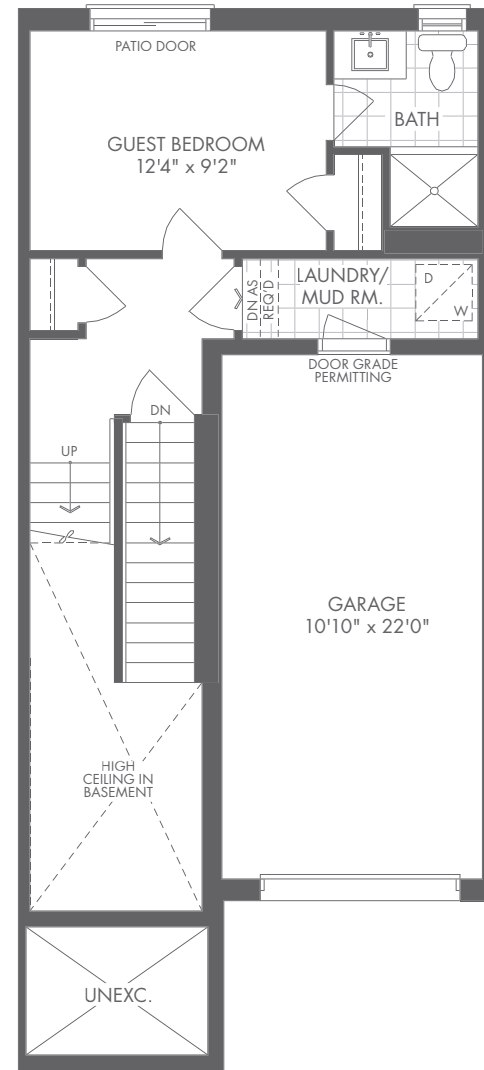 PATIO DOOR
GUEST BEDROOM
12'4" x 9'2"
BATH
LAUNDRY/
MUD RM.
DN AS
REQ'D
D
W
DOOR GRADE
PERMITTING
DN
UP
GARAGE
10'10" x 22'0"
HIGH
CEILING IN
BASEMENT
UNEXC.